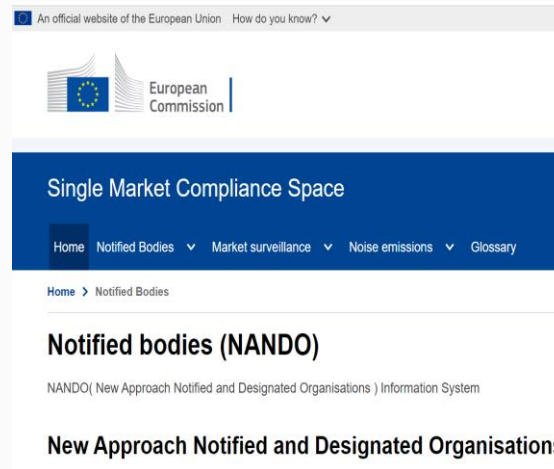 An official website of the European Union How do you know?
European
Commission
Single Market Compliance Space
Home Notified Bodies Market surveillance Noise emissions Glossary
Home > Notified Bodies
Notified bodies (NANDO)
NANDO( New Approach Notified and Designated Organisations ) Information System
New Approach Notified and Designated Organisations